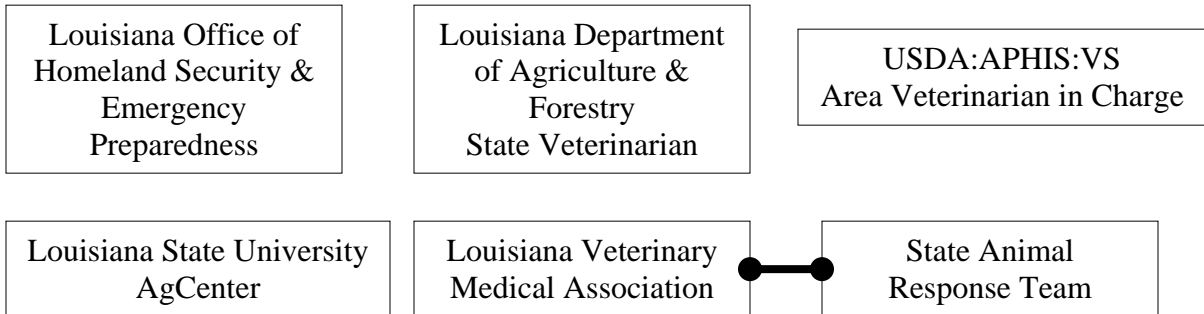 Louisiana Office of
Homeland Security &
Emergency
Preparedness
Louisiana Department
of Agriculture &
Forestry
State Veterinarian
USDA:APHIS:VS
Area Veterinarian in Charge
Louisiana State University
AgCenter
Louisiana Veterinary
Medical Association
State Animal
Response Team